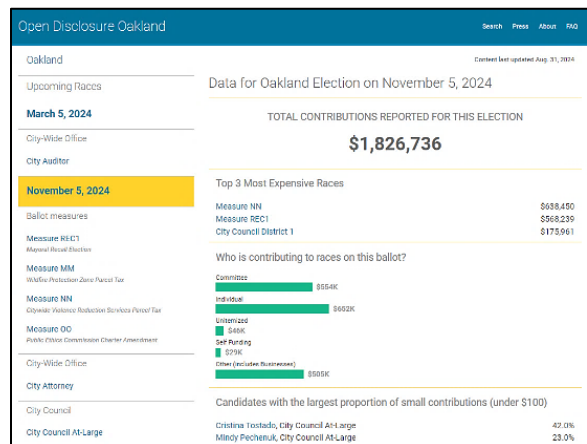 Open Disclosure Oakland
Search Press About FAQ
Oakland
Upcoming Races
March 5, 2024
City-Wide Office
City Auditor
November 5, 2024
Ballot measures
Measure REC1
Mayoral Recall Election
Measure MM
Wildfire Protection Zone Parcel Tax
Measure NN
Citywide Violence Reduction Services Parcel Tax
Measure OO
Public Ethics Commission Charter Amendment
City-Wide Office
City Attorney
City Council
City Council At-Large
Content last updated Aug. 31, 2024
Data for Oakland Election on November 5, 2024
TOTAL CONTRIBUTIONS REPORTED FOR THIS ELECTION
$1,826,736
Top 3 Most Expensive Races
Measure NN $638,450
Measure REC1 $568,239
City Council District 1 $175,961
Who is contributing to races on this ballot?
Committee
$554K
Individual
$652K
Unitemized
$46K
Self Funding
$29K
Other (includes Businesses)
$505K
Candidates with the largest proportion of small contributions (under $100)
Cristina Tostado, City Council At-Large 42.0%
Mindy Pechenuk, City Council At-Large 23.0%